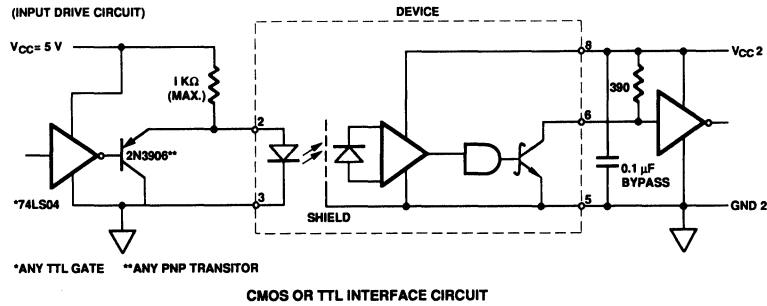 (INPUT DRIVE CIRCUIT)
DEVICE
VCC = 5 V
8
VCC 2
1 KΩ
(MAX.)
390
2
6
2N3906**
0.1 μF
BYPASS
*74LS04
3
5
GND 2
SHIELD
*ANY TTL GATE **ANY PNP TRANSITOR
CMOS OR TTL INTERFACE CIRCUIT